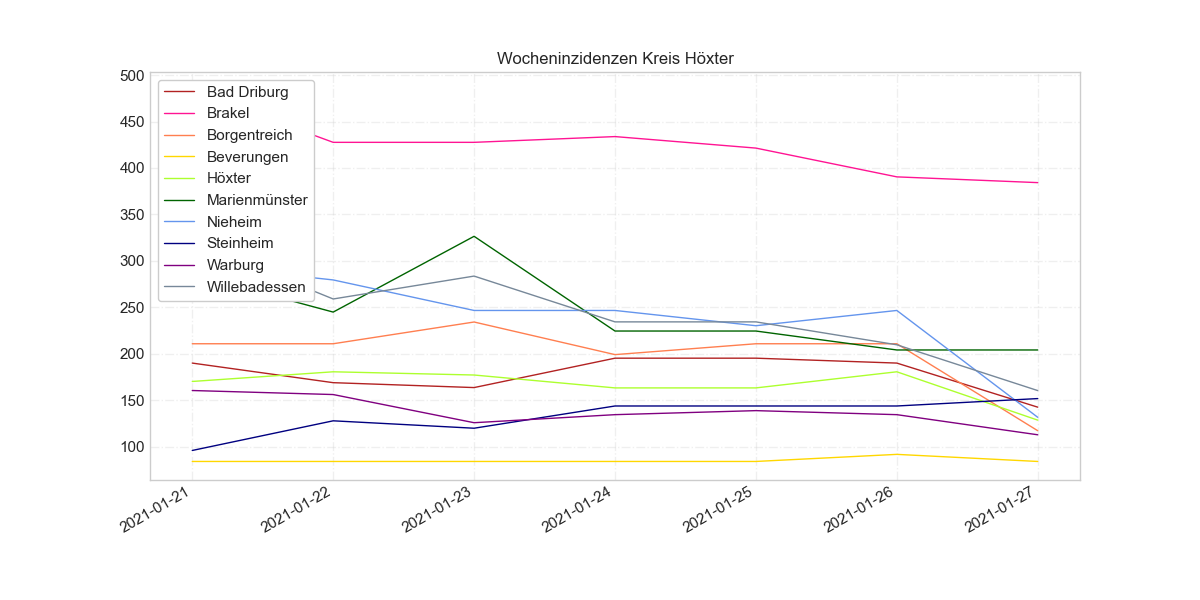 Wocheninzidenzen Kreis Höxter
500
450
400
350
300
250
200
150
100
Bad Driburg
Brakel
Borgentreich
Beverungen
Höxter
Marienmünster
Nieheim
Steinheim
Warburg
Willebadessen
2021-01-21
2021-01-22
2021-01-23
2021-01-24
2021-01-25
2021-01-26
2021-01-27